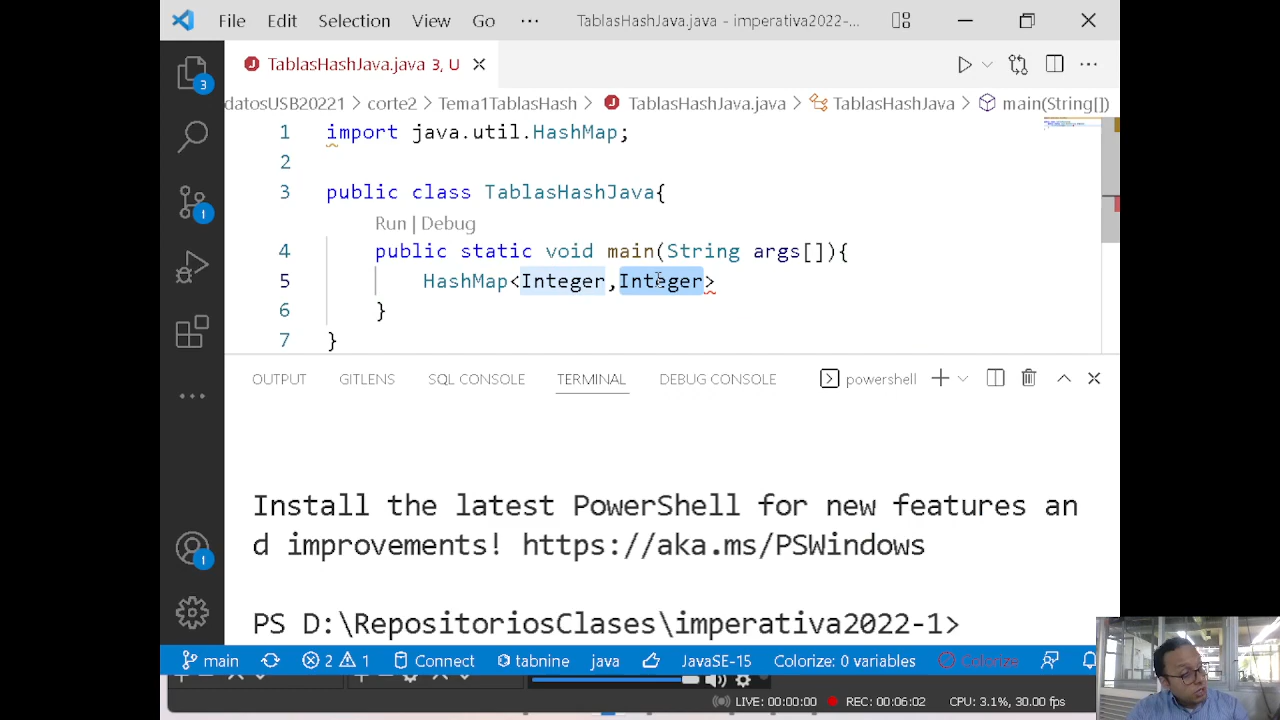 File Edit Selection View Go ··· TablasHashJava.java - imperativa2022-...
3
TablasHashJava.java 3, U
datosUSB20221 > corte2 > Tema1TablasHash > TablasHashJava.java > TablasHashJava > main(String[])
1 import java.util.HashMap;
2
3 public class TablasHashJava{
Run | Debug
4 public static void main(String args[]){
1
5 HashMap<Integer,Integer>
6 }
7 }
OUTPUT GITLENS SQL CONSOLE TERMINAL DEBUG CONSOLE powershell
Install the latest PowerShell for new features an
d improvements! https://aka.ms/PSWindows
1
PS D:\RepositoriosClases\imperativa2022-1>
main 2 1 Connect tabnine java JavaSE-15 Colorize: 0 variables Colorize
LIVE: 00:00:00 REC: 00:06:02 CPU: 3.1%, 30.00 fps